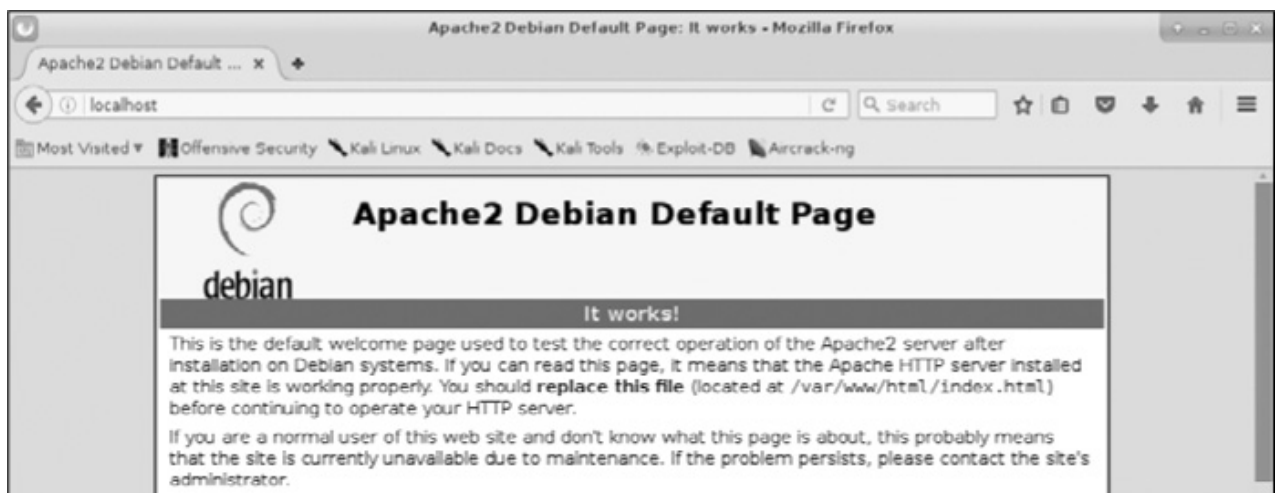 Apache2 Debian Default Page: It works - Mozilla Firefox
Apache2 Debian Default ...
localhost
Search
Most Visited
Offensive Security
Kali Linux
Kali Docs
Kali Tools
Exploit-DB
Aircrack-ng
Apache2 Debian Default Page
debian
It works!
This is the default welcome page used to test the correct operation of the Apache2 server after
installation on Debian systems. If you can read this page, it means that the Apache HTTP server installed
at this site is working properly. You should replace this file (located at /var/www/html/index.html)
before continuing to operate your HTTP server.
If you are a normal user of this web site and don't know what this page is about, this probably means
that the site is currently unavailable due to maintenance. If the problem persists, please contact the site's
administrator.